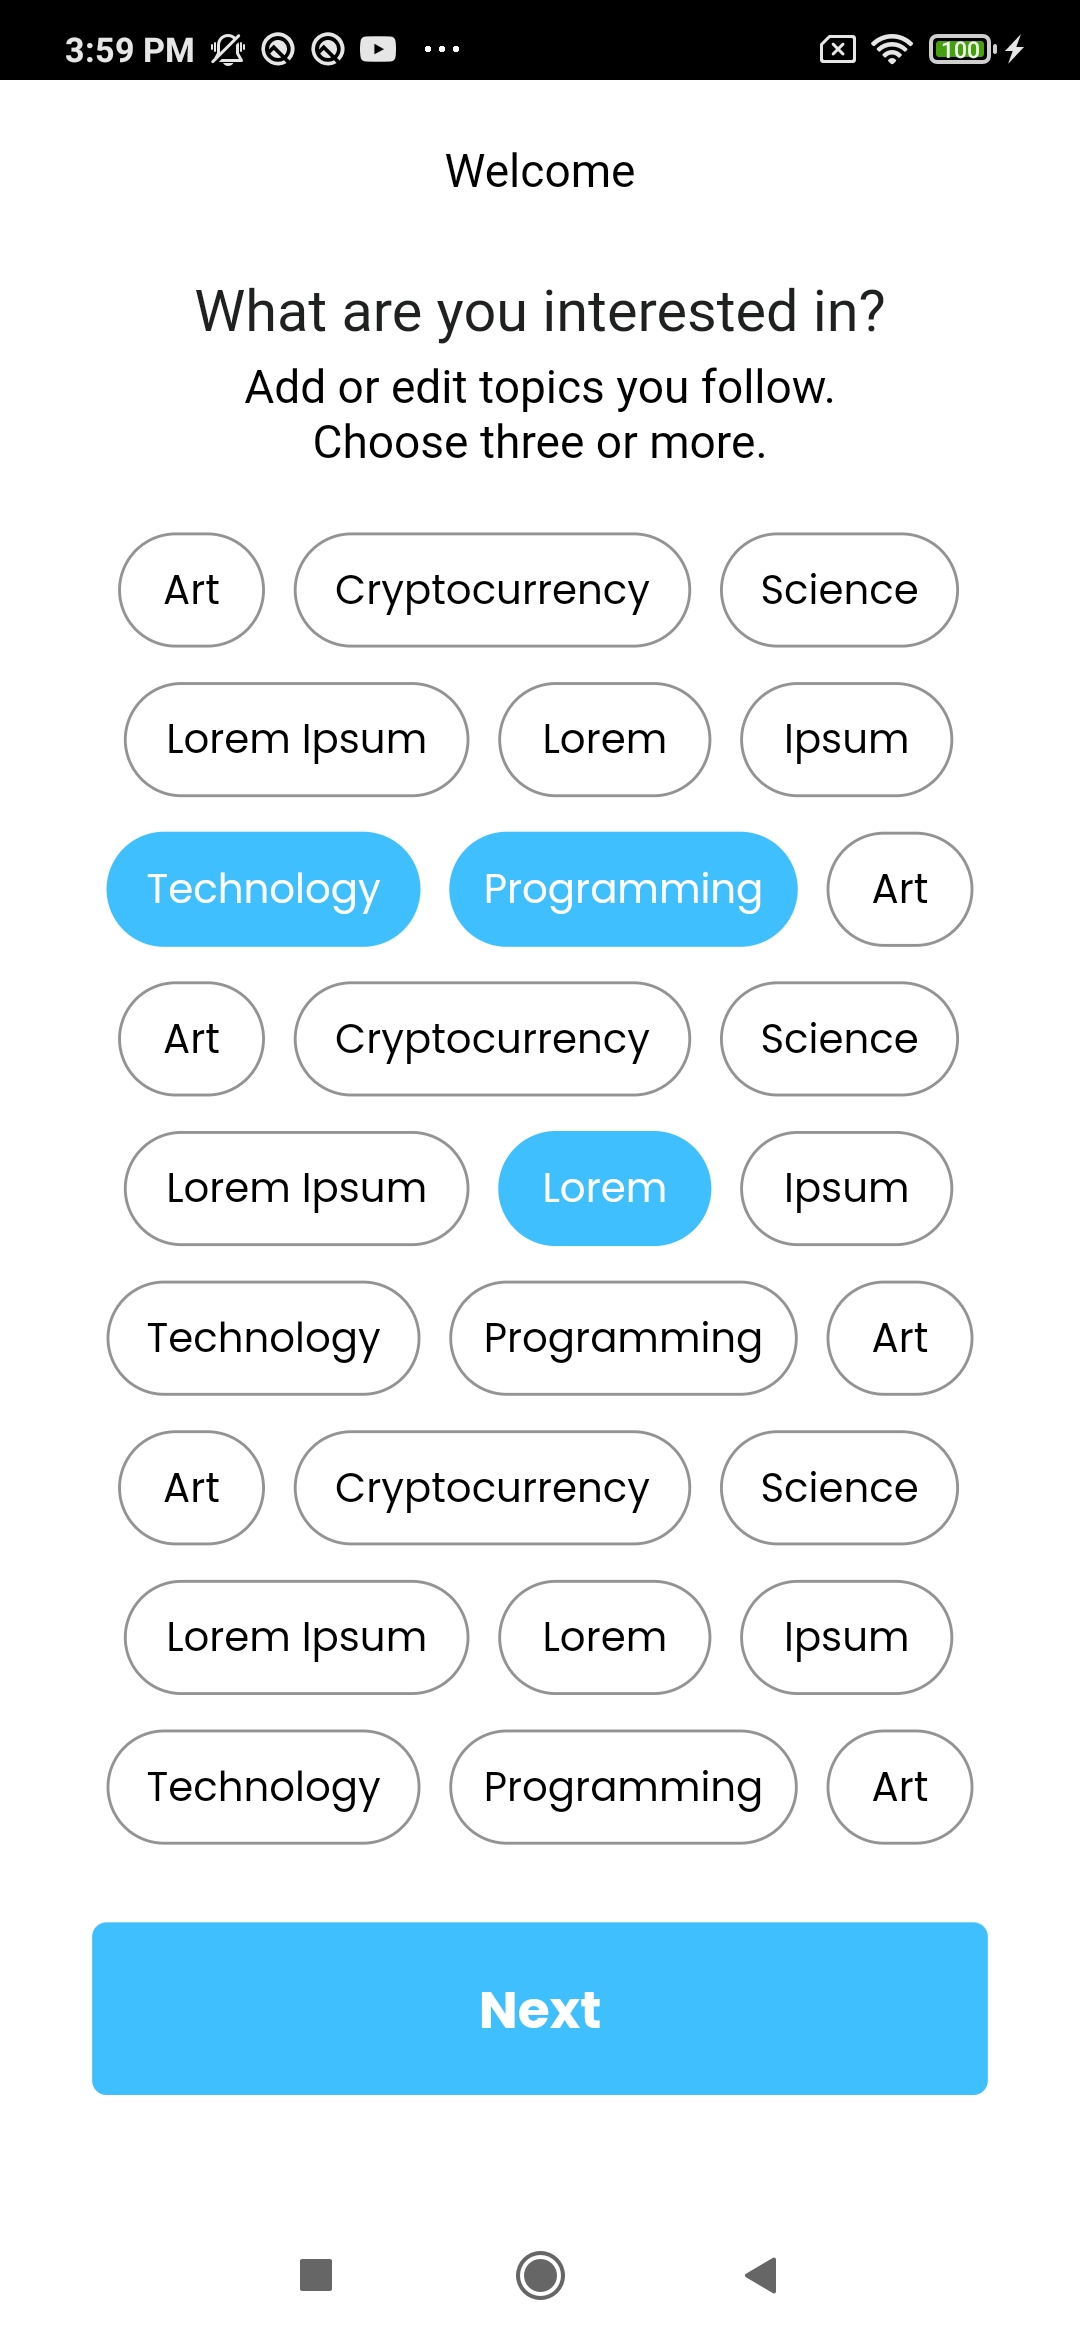 3:59 PM 100
Welcome
What are you interested in?
Add or edit topics you follow.
Choose three or more.
Art Cryptocurrency Science
Lorem Ipsum Lorem Ipsum
Technology Programming Art
Art Cryptocurrency Science
Lorem Ipsum Lorem Ipsum
Technology Programming Art
Art Cryptocurrency Science
Lorem Ipsum Lorem Ipsum
Technology Programming Art
Next